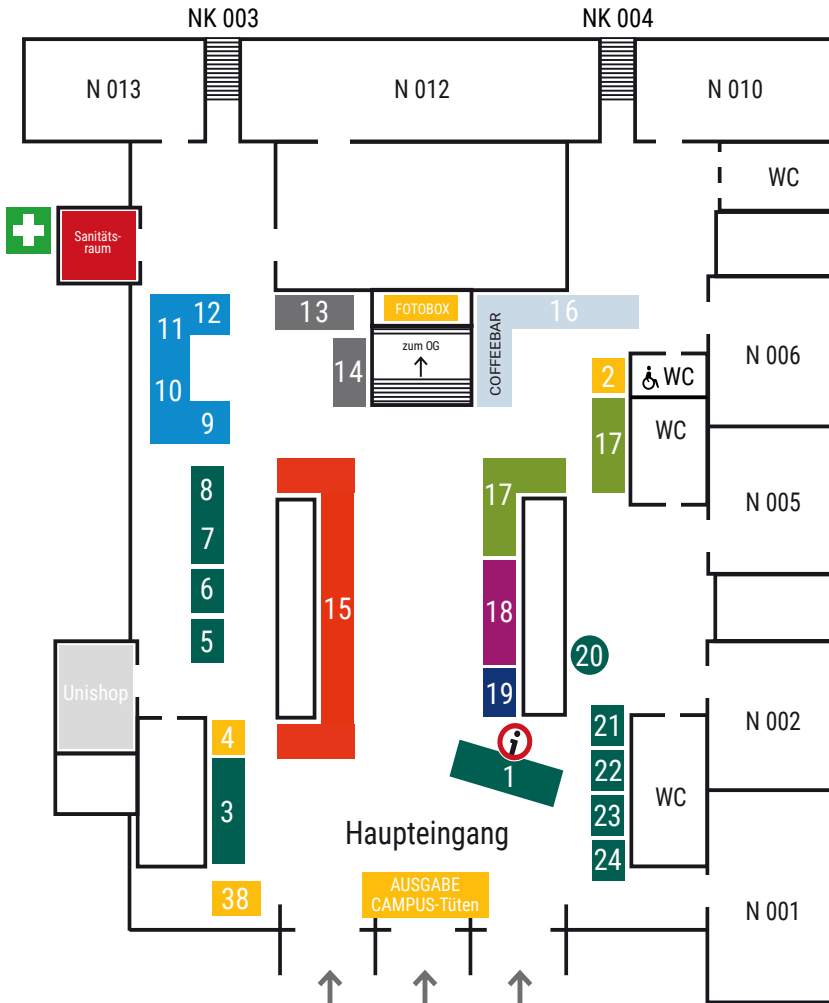 NK 003
NK 004
N 013
N 012
N 010
WC
Sanitäts-
raum
12
13
FOTOBOX
16
11
zum OG
COFFEEBAR
14
N 006
10
2
WC
9
17
WC
8
17
N 005
7
6
15
18
5
20
Unishop
19
N 002
4
21
i
1
22
3
23
WC
Haupteingang
24
38
AUSGABE
CAMPUS-Tüten
N 001